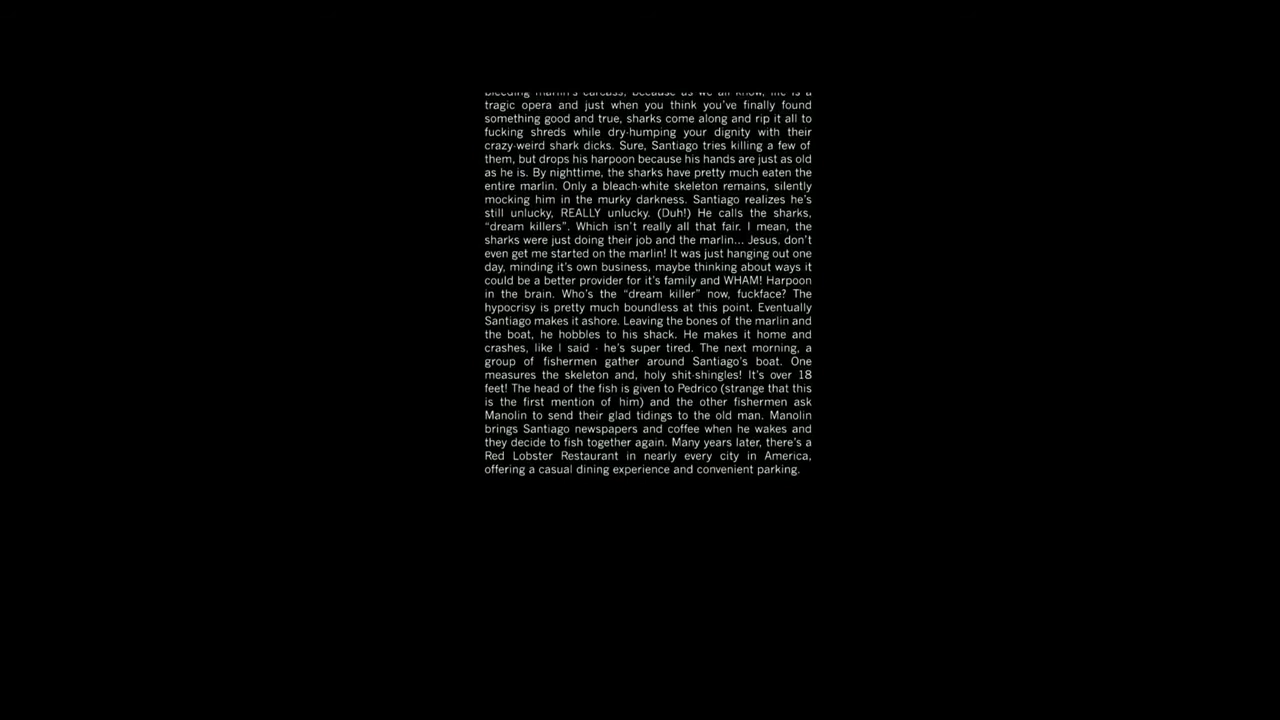 tragic opera and just when you think you've finally found
something good and true, sharks come along and rip it all to
fucking shreds while dry-humping your dignity with their
crazy-weird shark dicks. Sure, Santiago tries killing a few of
them, but drops his harpoon because his hands are just as old
as he is. By nighttime, the sharks have pretty much eaten the
entire marlin. Only a bleach-white skeleton remains, silently
mocking him in the murky darkness. Santiago realizes he's
still unlucky, REALLY unlucky. (Duh!) He calls the sharks,
“dream killers”. Which isn't really all that fair. I mean, the
sharks were just doing their job and the marlin... Jesus, don't
even get me started on the marlin! It was just hanging out one
day, minding it's own business, maybe thinking about ways it
could be a better provider for it's family and WHAM! Harpoon
in the brain. Who's the “dream killer” now, fuckface? The
hypocrisy is pretty much boundless at this point. Eventually
Santiago makes it ashore. Leaving the bones of the marlin and
the boat, he hobbles to his shack. He makes it home and
crashes, like I said - he's super tired. The next morning, a
group of fishermen gather around Santiago's boat. One
measures the skeleton and, holy shit-shingles! It's over 18
feet! The head of the fish is given to Pedrico (strange that this
is the first mention of him) and the other fishermen ask
Manolin to send their glad tidings to the old man. Manolin
brings Santiago newspapers and coffee when he wakes and
they decide to fish together again. Many years later, there's a
Red Lobster Restaurant in nearly every city in America,
offering a casual dining experience and convenient parking.